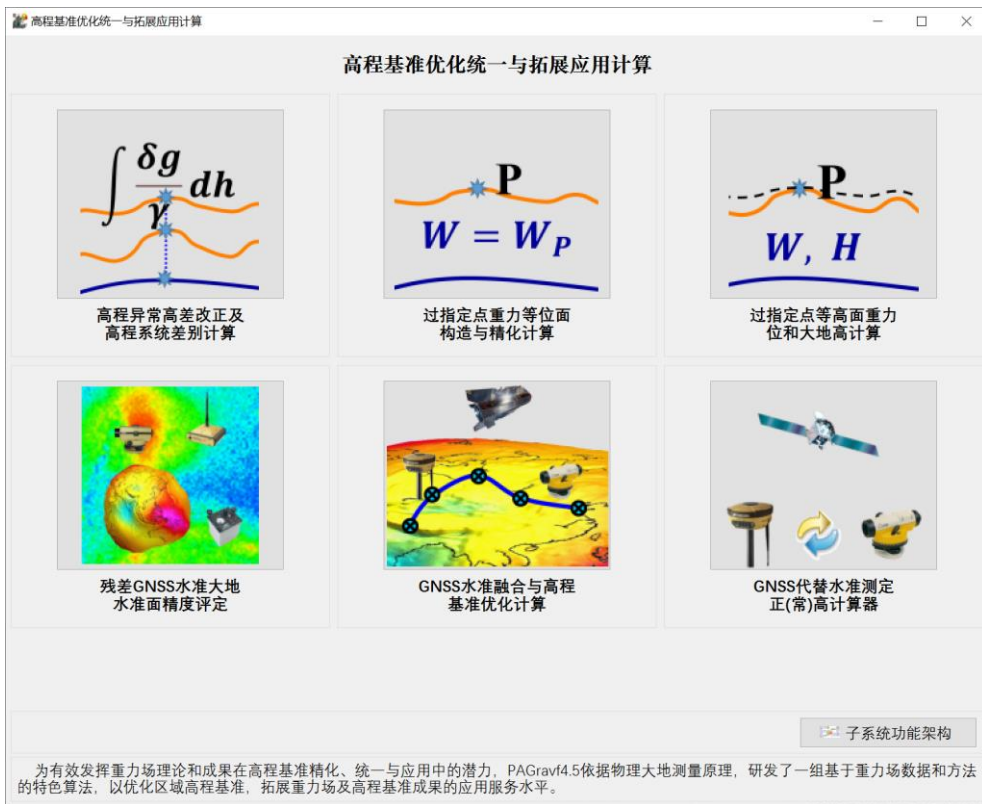 高程基准优化统一与拓展应用计算
高程基准优化统一与拓展应用计算
∫ δg/γ dh
P
W = W_P
P
W, H
高程异常高差改正及
高程系统差别计算
过指定点重力等位面
构造与精化计算
过指定点等高面重力
位和大地高计算
残差GNSS水准大地
水准面精度评定
GNSS水准融合与高程
基准优化计算
GNSS代替水准测定
正(常)高计算器
子系统功能架构
为有效发挥重力场理论和成果在高程基准精化、统一与应用中的潜力，PAGravf4.5依据物理大地测量原理，研发了一组基于重力场数据和方法
的特色算法，以优化区域高程基准，拓展重力场及高程基准成果的应用服务水平。